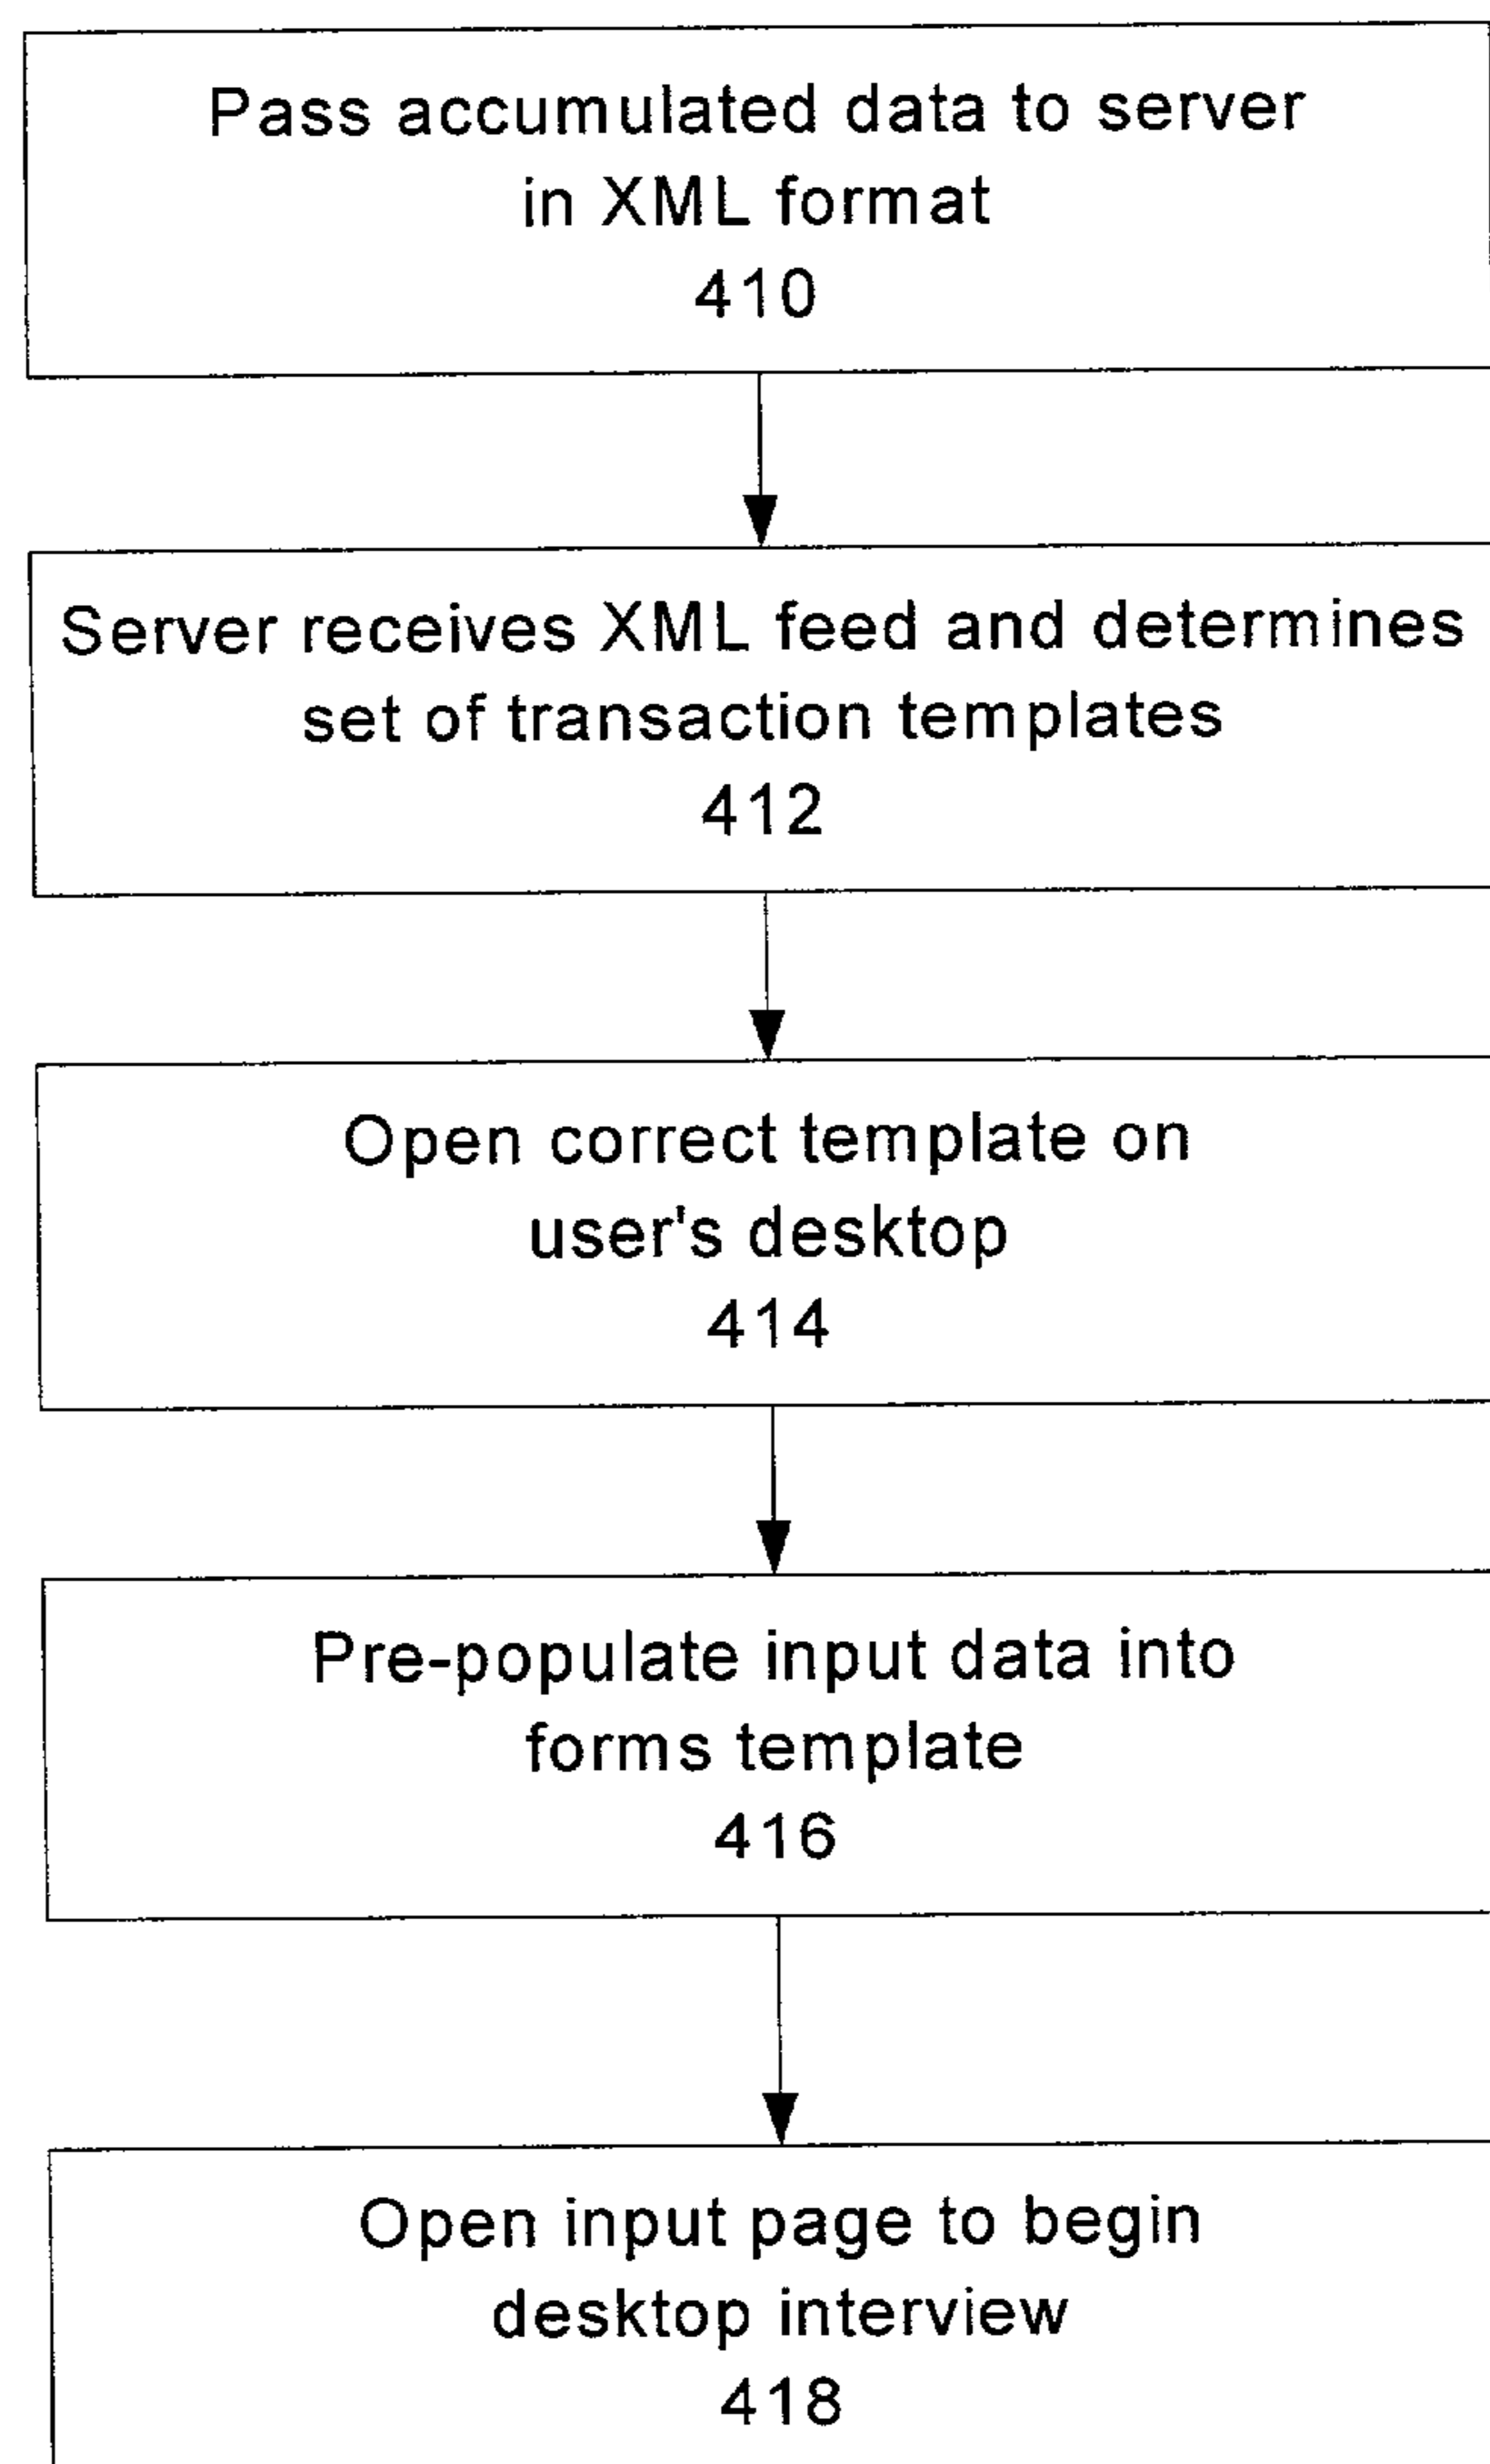 Pass accumulated data to server
in XML format
410
Server receives XML feed and determines
set of transaction templates
412
Open correct template on
user's desktop
414
Pre-populate input data into
forms template
416
Open input page to begin
desktop interview
418